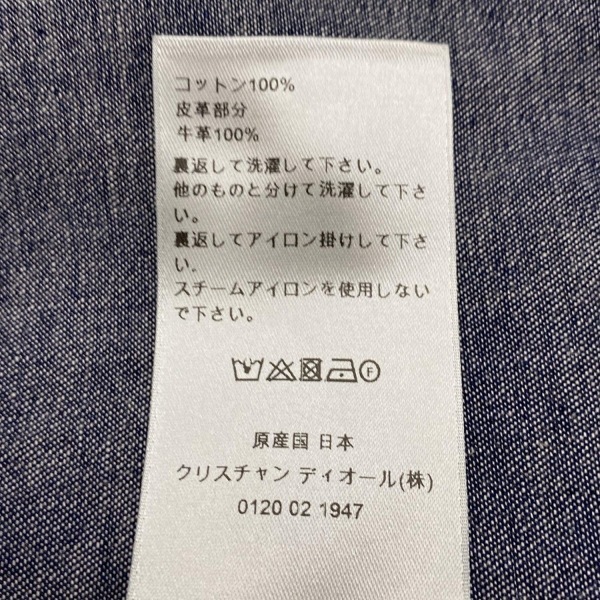 コットン100%
皮革部分
牛革100%
裏返して洗濯して下さい。
他のものと分けて洗濯して下さ
い。
裏返してアイロン掛けして下さ
い.
スチームアイロンを使用しない
で下さい。
F
原産国 日本
クリスチャン ディオール(株)
0120 02 1947